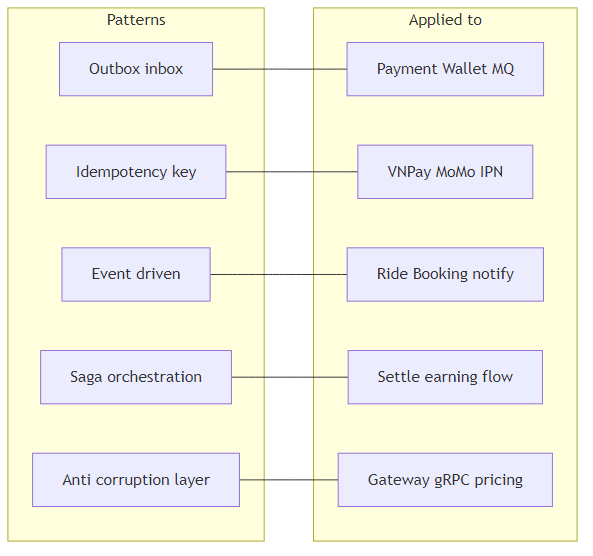 Patterns
Applied to
Outbox inbox
Payment Wallet MQ
Idempotency key
VNPay MoMo IPN
Event driven
Ride Booking notify
Saga orchestration
Settle earning flow
Anti corruption layer
Gateway gRPC pricing